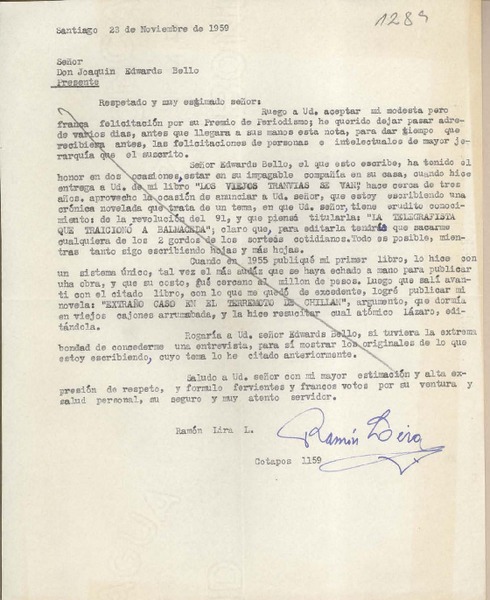 1284
Santiago 23 de Noviembre de 1959
Señor
Don Joaquin Edwards Bello
Presente
Respetado y muy estimado señor:
Ruego a Ud. aceptar mi modesta pero
franca felicitación por su Premio de Periodismo; he querido dejar pasar adre-
de varios dias, antes que llegara a sus manos esta nota, para dar tiempo que
recibiera antes, las felicitaciones de personas e intelectuales de mayor je-
rarquía que el suscrito.
Señor Edwards Bello, el que esto escribe, ha tenido el
honor en dos ocasiones, estar en su impagable compañia en su casa, cuando hice
entrega a Ud. de mi libro "LOS VIEJOS TRANVIAS SE VAN", hace cerca de tres
años. aprovecho la ocasión de anunciar a Ud. señor, que estoy escribiendo una
crónica novelada que trata de un tema, en que Ud. señor, tiene erudito conoci-
miento: de la revolución del 91, y que piensó titularla: "LA TELEGRAFISTA
QUE TRAICIONO A BALMACEDA"; claro que, para editarla tendría que sacarme
cualquiera de los 2 gordos de los sorteos cotidianos. Todo es posible, mien-
tras tanto sigo escribiendo hojas y más hojas.
Cuando en 1955 publiqué mi primer libro, lo hice con
un sistema único, tal vez el más audáz que se haya echado a mano para publicar
una obra, y que su costo, fué cercano al millon de pesos. Luego que salí avan-
ti con el citado libro, con lo que me quedó de excedente, logré publicar mi
novela: "EXTRAÑO CASO EN EL TERREMOTO DE CHILLAN", argumento, que dormía
en viejos cajones arrumbada, y la hice resucitar cual atómico lázaro, edi-
tándola.
Rogaría a Ud. señor Edwards Bello, si tuviera la extrema
bondad de concederme una entrevista, para sí mostrar los originales de lo que
estoy escribiendo, cuyo tema lo he citado anteriormente.
Saludo a Ud. señor con mi mayor estimación y alta ex-
presión de respeto, y formulo fervientes y francos votos por su ventura y
salud personal, su seguro y muy atento servidor.
Ramón Lira L.
Ramón Lira
Cotapos 1159